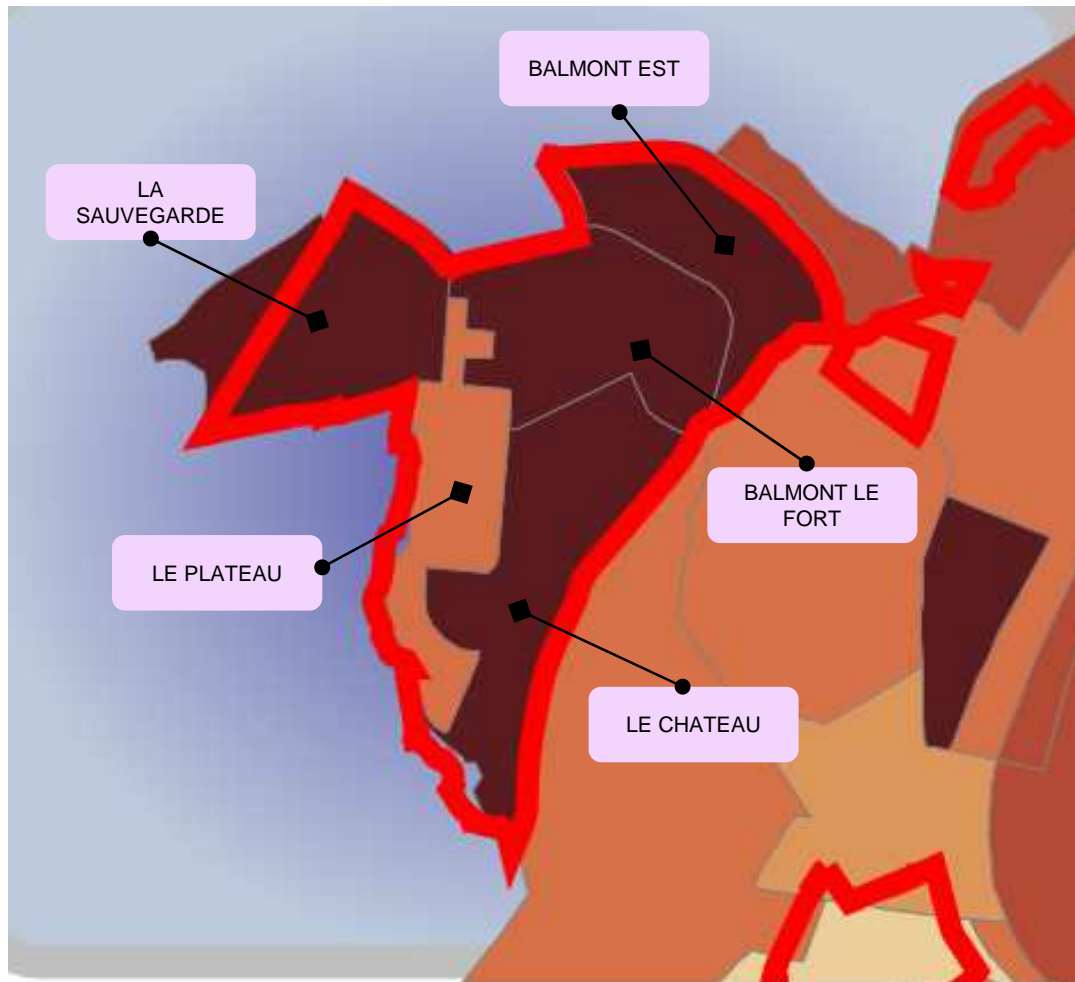 BALMONT EST
LA
SAUVEGARDE
BALMONT LE
FORT
LE PLATEAU
LE CHATEAU